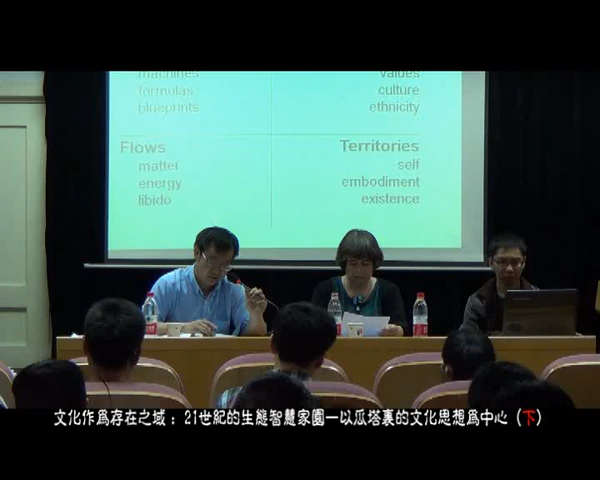 machines
values
formulas
culture
blueprints
ethnicity
Flows
Territories
matter
self
energy
embodiment
libido
existence
文化作爲存在之域：21世紀的生態智慧家園—以瓜塔裏的文化思想爲中心（下）